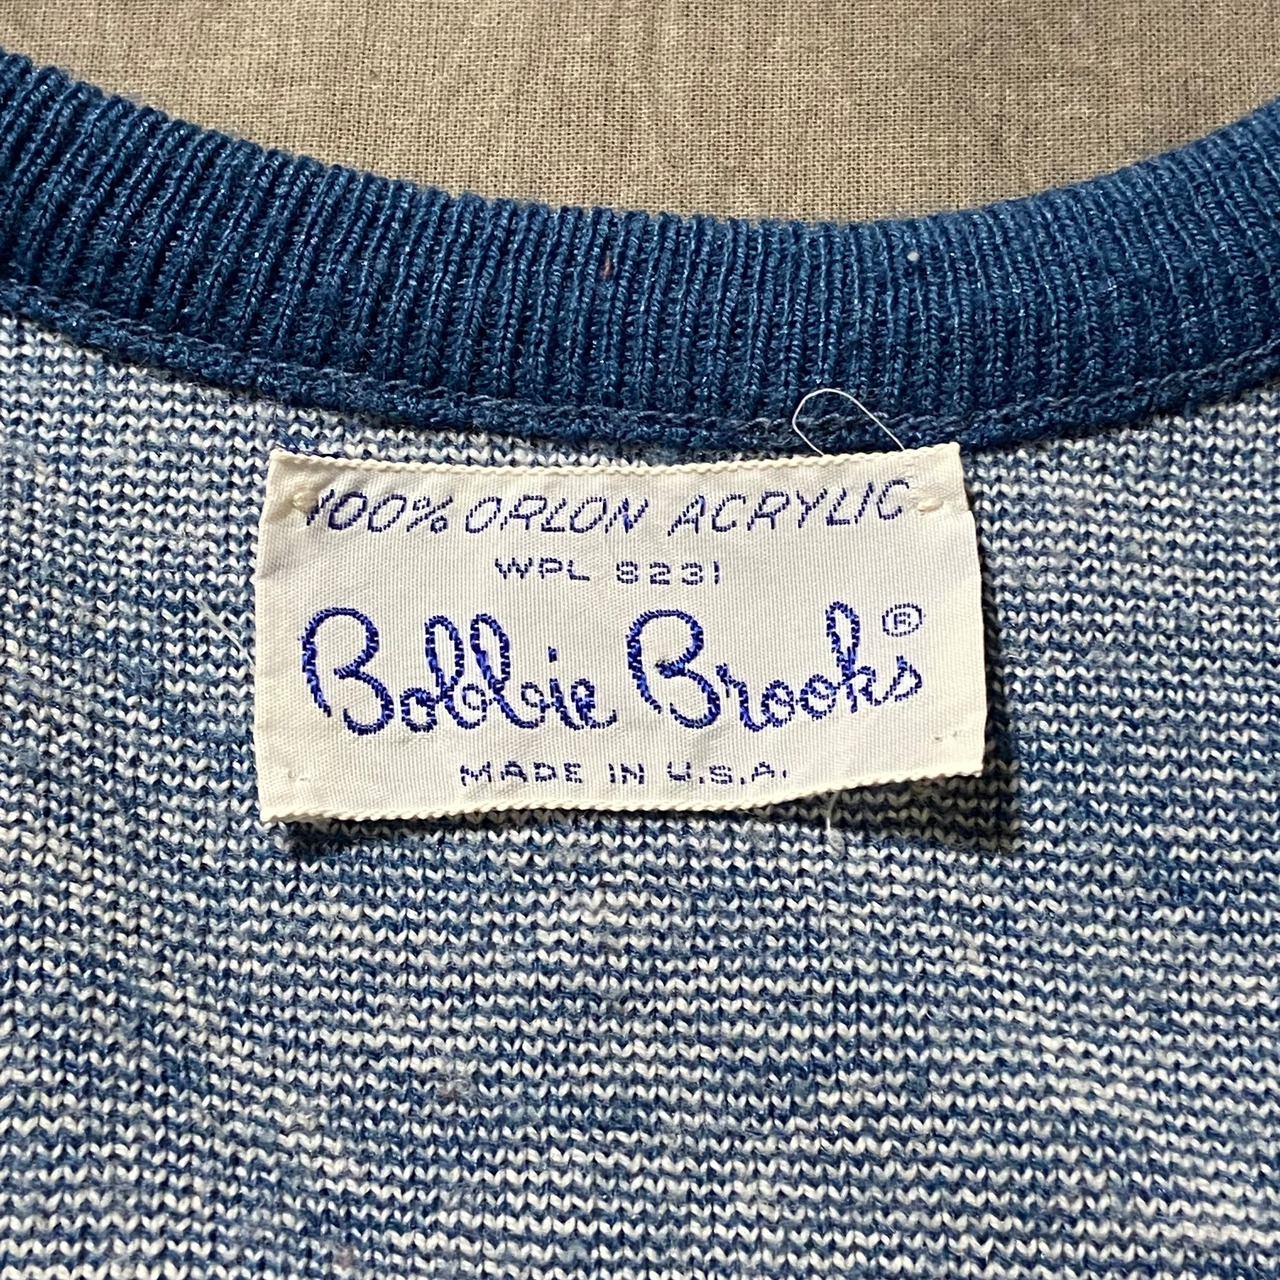 100% ORLON ACRYLIC
WPL 8231
Bobbie Brooks®
MADE IN U.S.A.